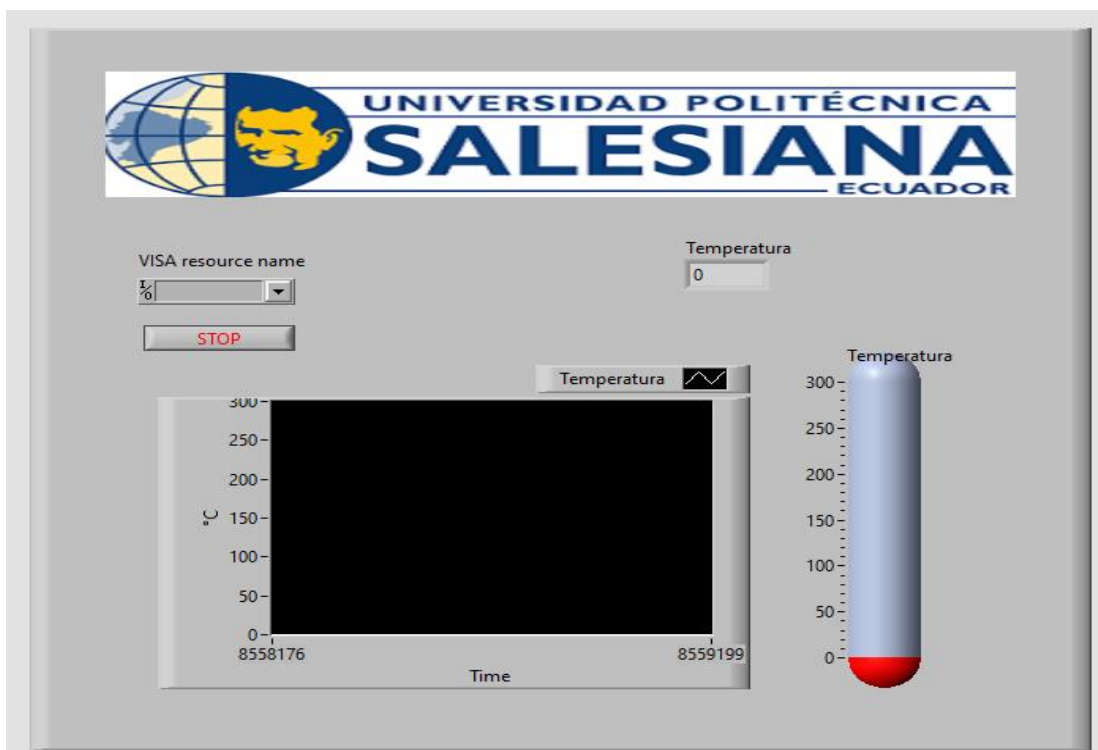 UNIVERSIDAD POLITÉCNICA
SALESIANA
ECUADOR
VISA resource name
I/O
STOP
Temperatura
0
Temperatura
300
250
200
150
100
50
0
°C
8558176
8559199
Time
Temperatura
300
250
200
150
100
50
0